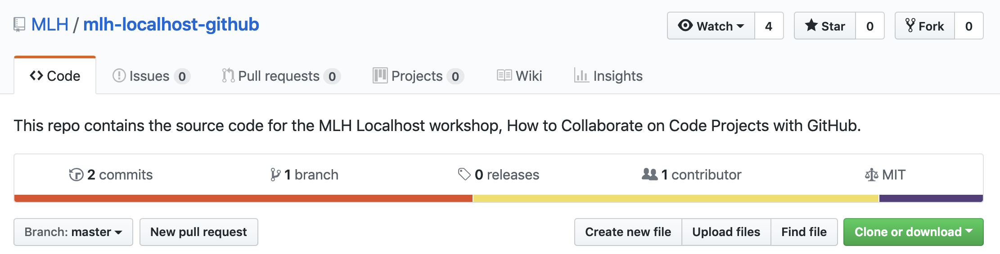 MLH / mlh-localhost-github
Watch 4 Star 0 Fork 0
Code Issues 0 Pull requests 0 Projects 0 Wiki Insights
This repo contains the source code for the MLH Localhost workshop, How to Collaborate on Code Projects with GitHub.
2 commits 1 branch 0 releases 1 contributor MIT
Branch: master New pull request Create new file Upload files Find file Clone or download